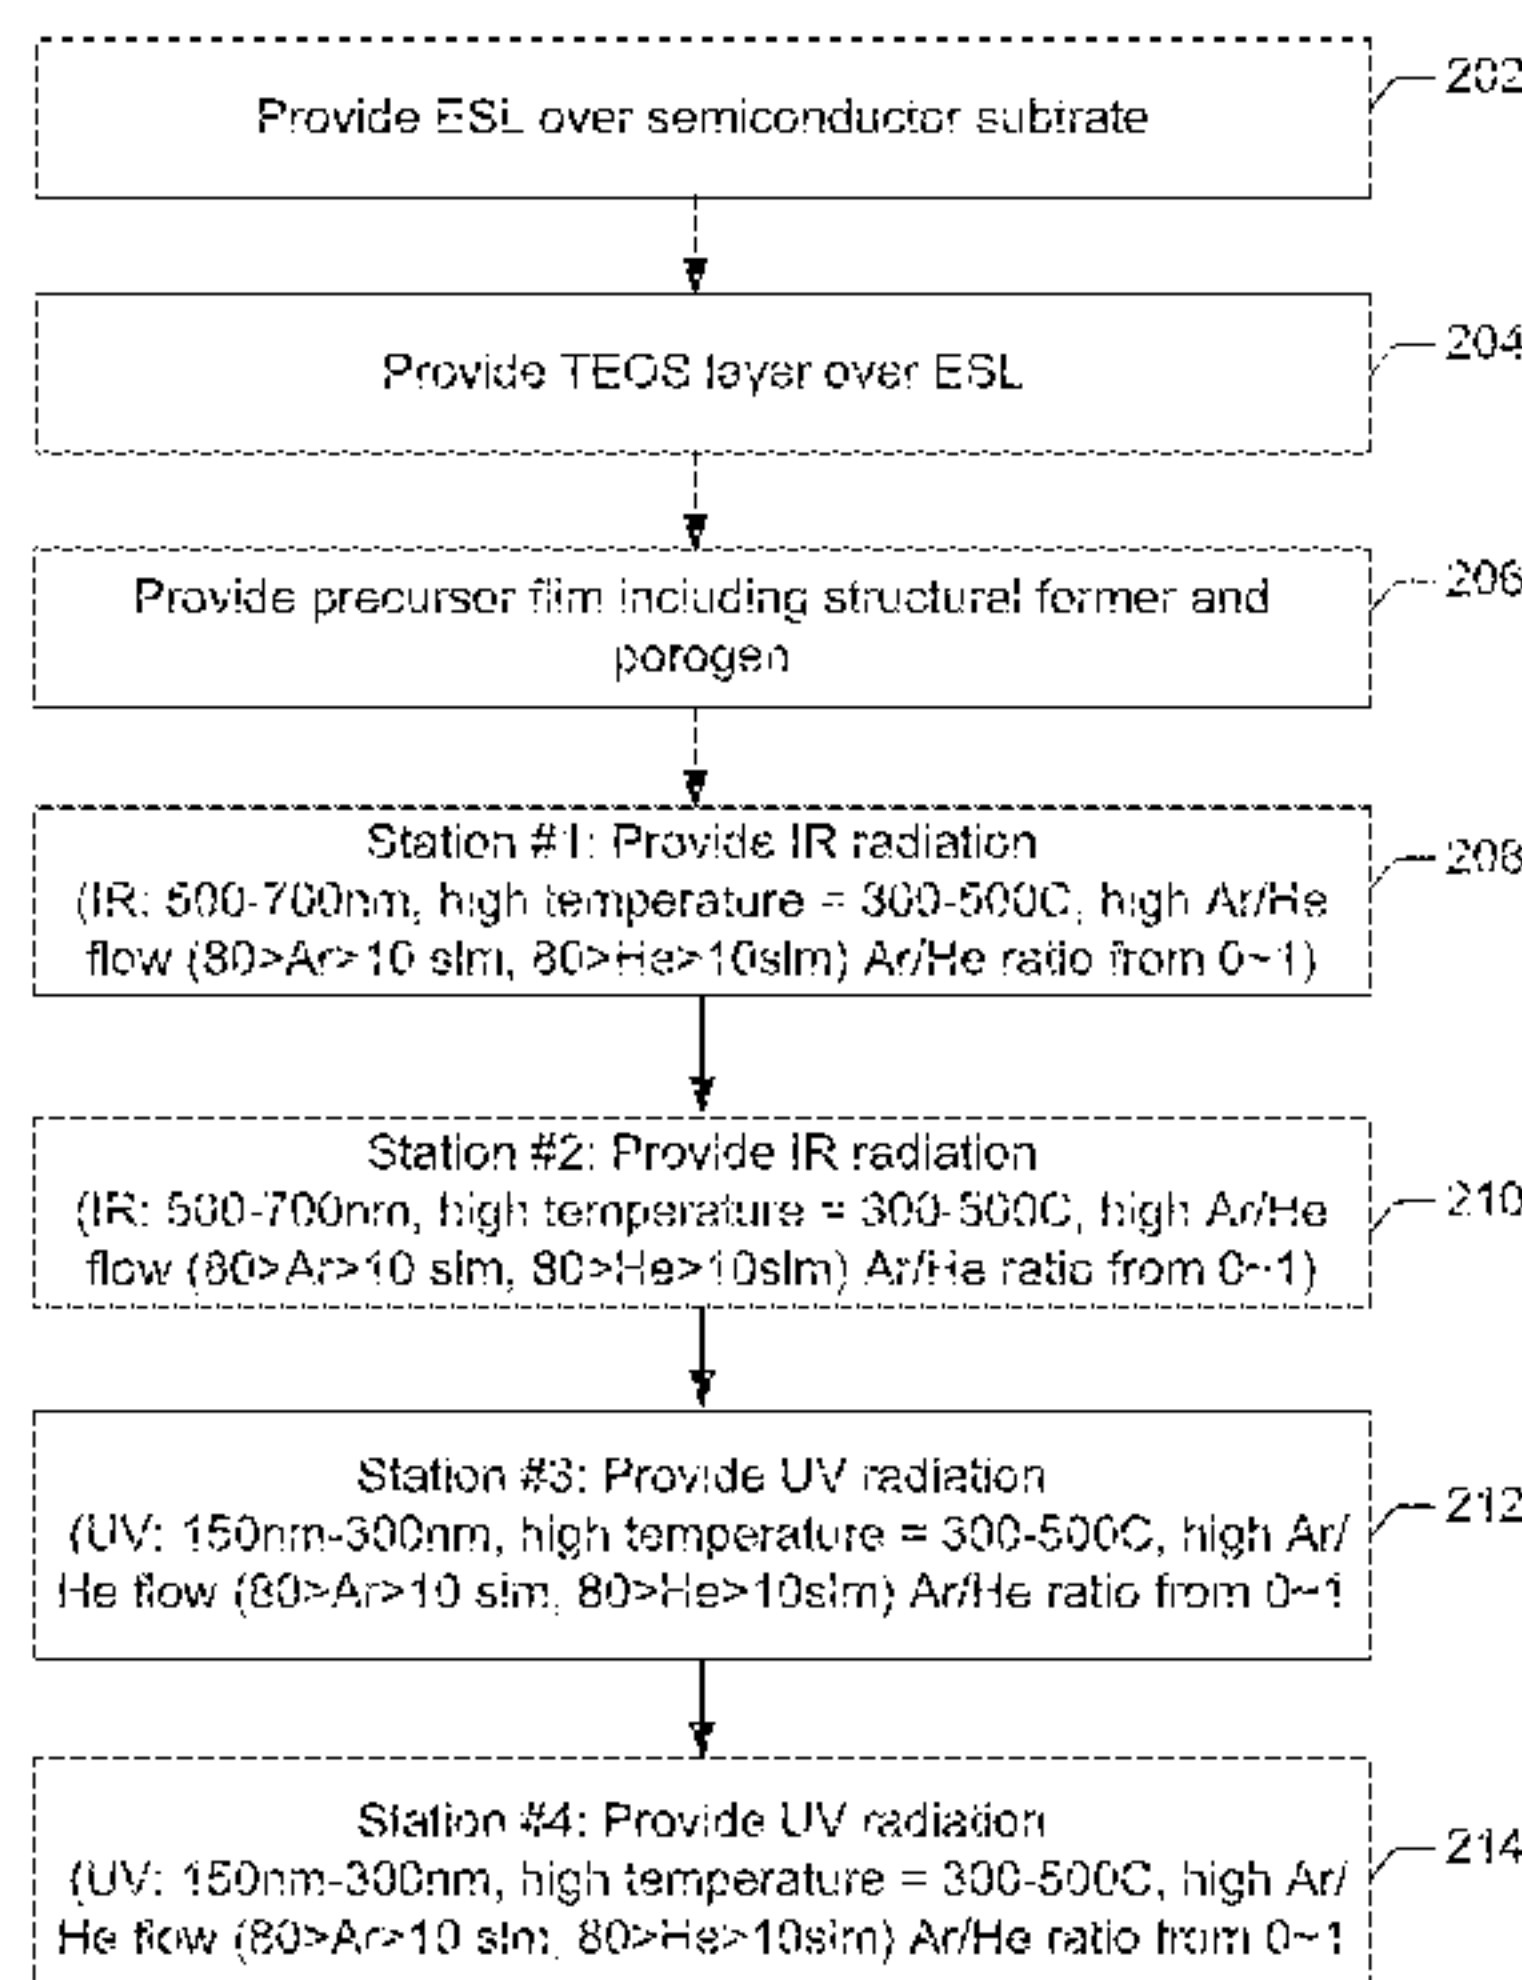 Provide ESL over semiconductor subtrate
202
Provide TEOS layer over ESL
204
Provide precursor film including structural former and
porogen
206
Station #1: Provide IR radiation
(IR: 500-700nm, high temperature = 300-500C, high Ar/He
flow (80>Ar>10 slm, 80>He>10slm) Ar/He ratio from 0~1)
208
Station #2: Provide IR radiation
(IR: 500-700nm, high temperature = 300-500C, high Ar/He
flow (80>Ar>10 slm, 80>He>10slm) Ar/He ratio from 0~1)
210
Station #3: Provide UV radiation
(UV: 150nm-300nm, high temperature = 300-500C, high Ar/
He flow (80>Ar>10 slm, 80>He>10slm) Ar/He ratio from 0~1
212
Station #4: Provide UV radiation
(UV: 150nm-300nm, high temperature = 300-500C, high Ar/
He flow (80>Ar>10 slm, 80>He>10slm) Ar/He ratio from 0~1
214